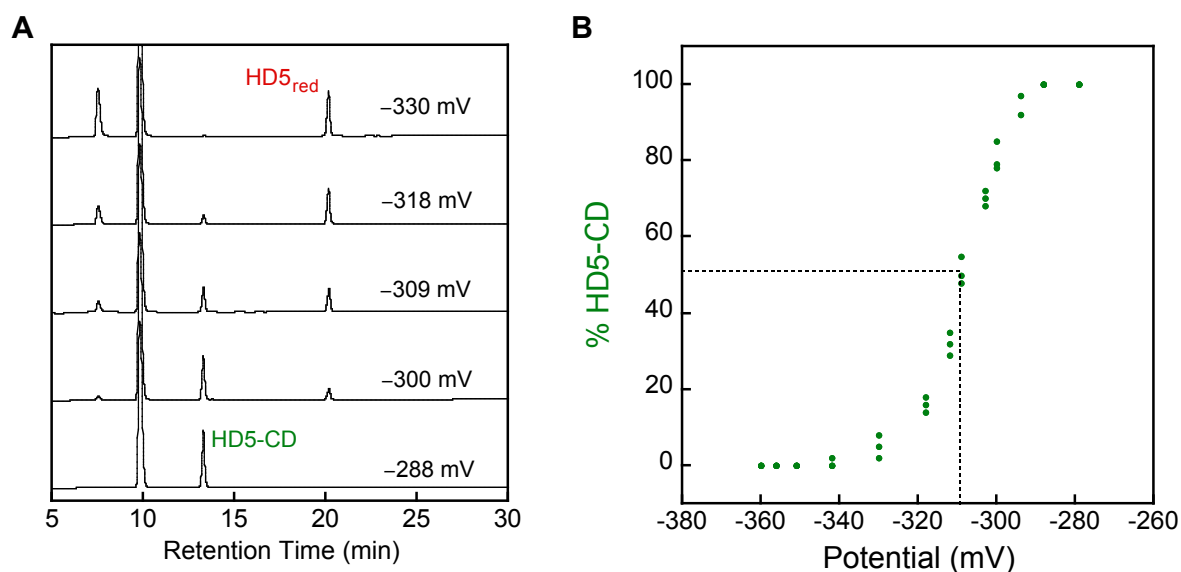 A
HD5red
−330 mV
−318 mV
−309 mV
−300 mV
HD5-CD
−288 mV
5 10 15 20 25 30
Retention Time (min)
B
% HD5-CD
100
80
60
40
20
0
-380 -360 -340 -320 -300 -280 -260
Potential (mV)